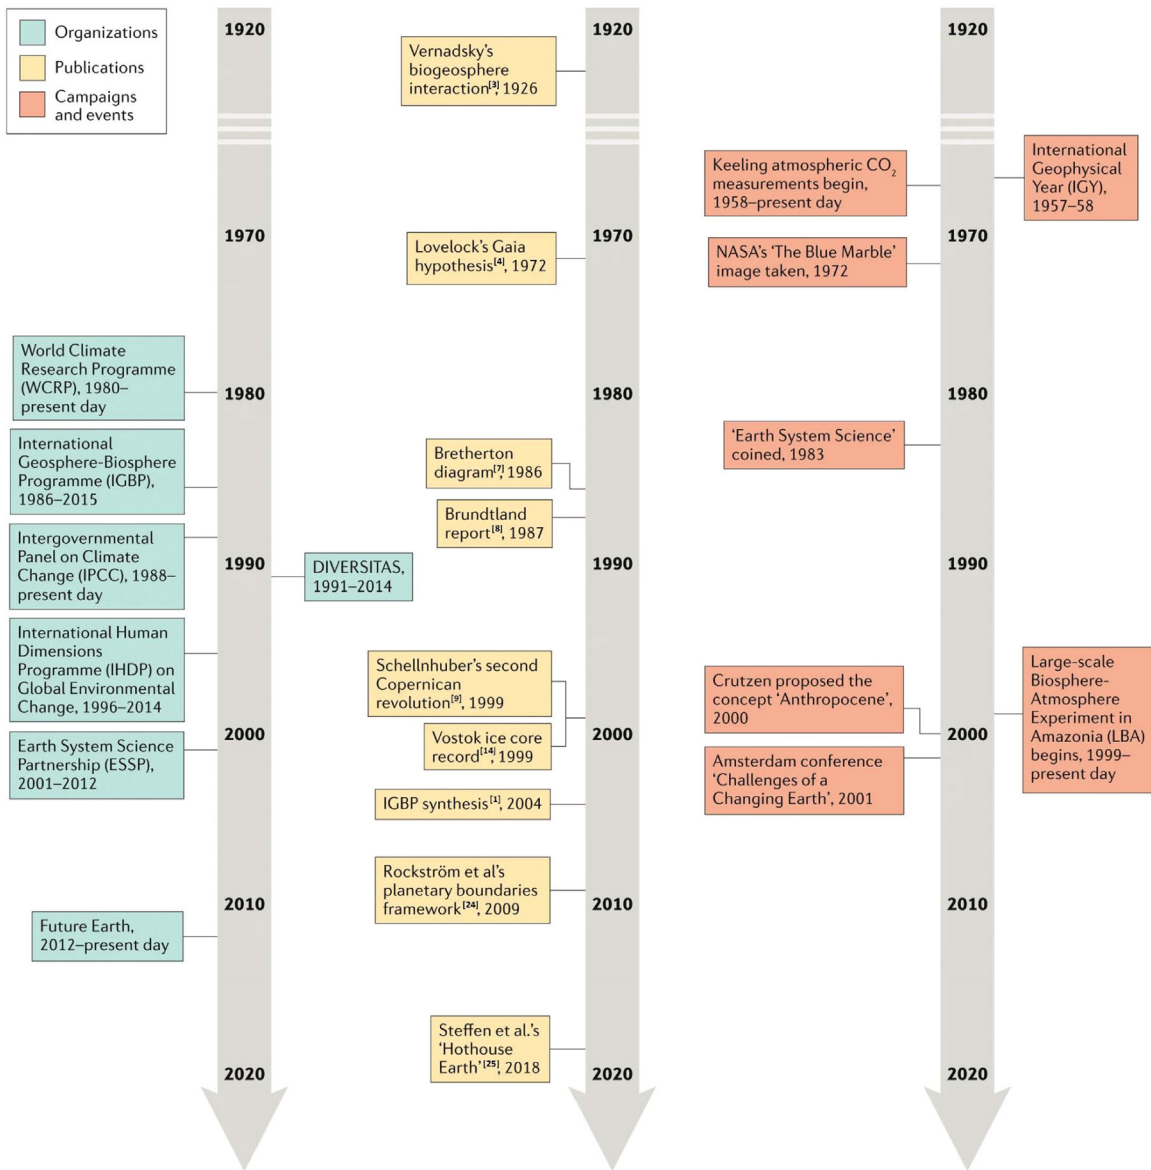 Organizations
Publications
Campaigns
and events
1920
1970
1980
1990
2000
2010
2020
World Climate
Research Programme
(WCRP), 1980–
present day
International
Geosphere-Biosphere
Programme (IGBP),
1986–2015
Intergovernmental
Panel on Climate
Change (IPCC), 1988–
present day
DIVERSITAS,
1991–2014
International Human
Dimensions
Programme (IHDP) on
Global Environmental
Change, 1996–2014
Earth System Science
Partnership (ESSP),
2001–2012
Future Earth,
2012–present day
1920
1970
1980
1990
2000
2010
2020
Vernadsky's
biogeosphere
interaction[3], 1926
Lovelock's Gaia
hypothesis[4], 1972
Bretherton
diagram[7], 1986
Brundtland
report[8], 1987
Schellnhuber's second
Copernican
revolution[9], 1999
Vostok ice core
record[14], 1999
IGBP synthesis[1], 2004
Rockström et al's
planetary boundaries
framework[24], 2009
Steffen et al.'s
'Hothouse
Earth'[25], 2018
1920
1970
1980
1990
2000
2010
2020
Keeling atmospheric CO₂
measurements begin,
1958–present day
International
Geophysical
Year (IGY),
1957–58
NASA's 'The Blue Marble'
image taken, 1972
'Earth System Science'
coined, 1983
Crutzen proposed the
concept 'Anthropocene',
2000
Large-scale
Biosphere-
Atmosphere
Experiment in
Amazonia (LBA)
begins, 1999–
present day
Amsterdam conference
'Challenges of a
Changing Earth', 2001